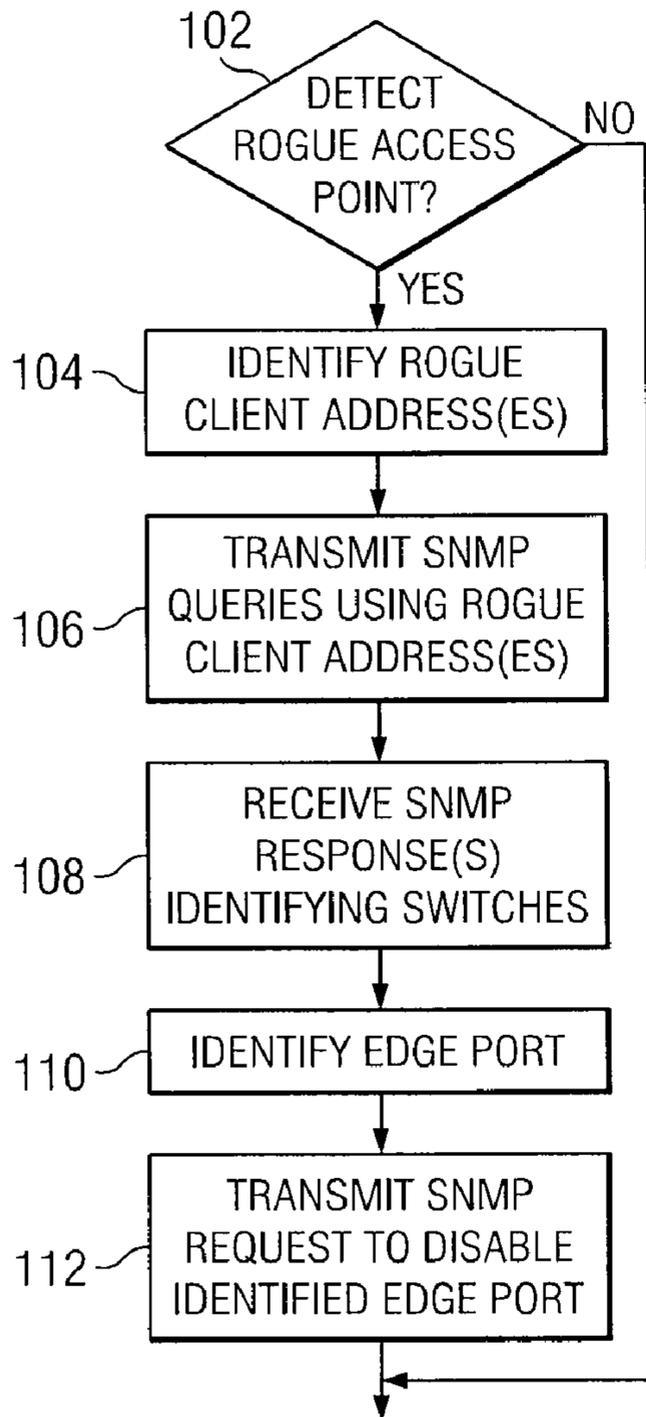 102
DETECT
ROGUE ACCESS
POINT?
NO
YES
104
IDENTIFY ROGUE
CLIENT ADDRESS(ES)
106
TRANSMIT SNMP
QUERIES USING ROGUE
CLIENT ADDRESS(ES)
108
RECEIVE SNMP
RESPONSE(S)
IDENTIFYING SWITCHES
110
IDENTIFY EDGE PORT
112
TRANSMIT SNMP
REQUEST TO DISABLE
IDENTIFIED EDGE PORT